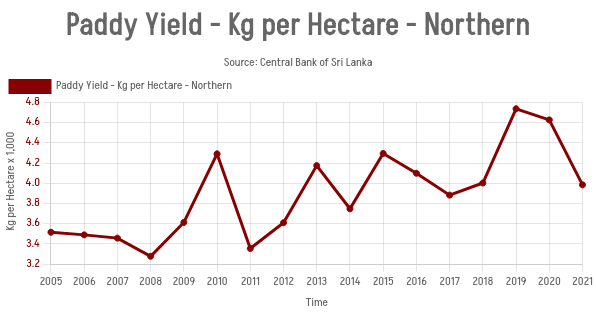 Paddy Yield - Kg per Hectare - Northern
Source: Central Bank of Sri Lanka
Paddy Yield - Kg per Hectare - Northern
Kg per Hectare x 1,000
4.8
4.6
4.4
4.2
4.0
3.8
3.6
3.4
3.2
2005 2006 2007 2008 2009 2010 2011 2012 2013 2014 2015 2016 2017 2018 2019 2020 2021
Time